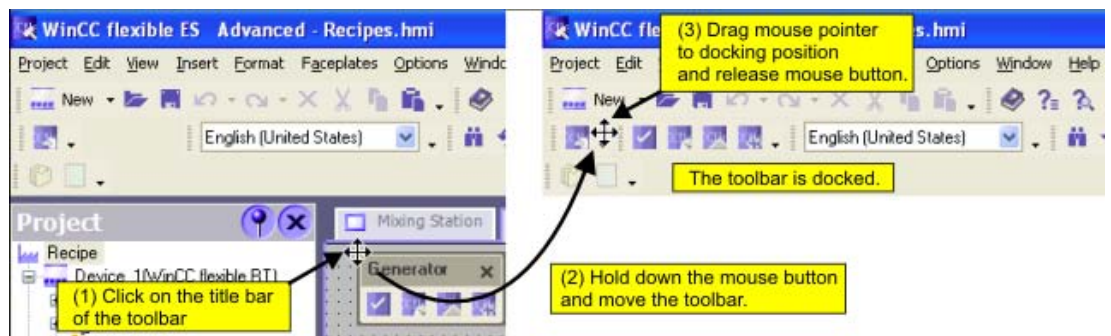 WinCC flexible ES Advanced - Recipes.hmi
Project Edit View Insert Format Faceplates Options Windo
New
English (United States)
Project
Recipe
Device_1(WinCC flexible RT)
(1) Click on the title bar
of the toolbar
Mixing Station
Generator
WinCC fle
s.hmi
(3) Drag mouse pointer
to docking position
and release mouse button.
Project Edit
Options Window Help
New
English (United States)
The toolbar is docked.
(2) Hold down the mouse button
and move the toolbar.